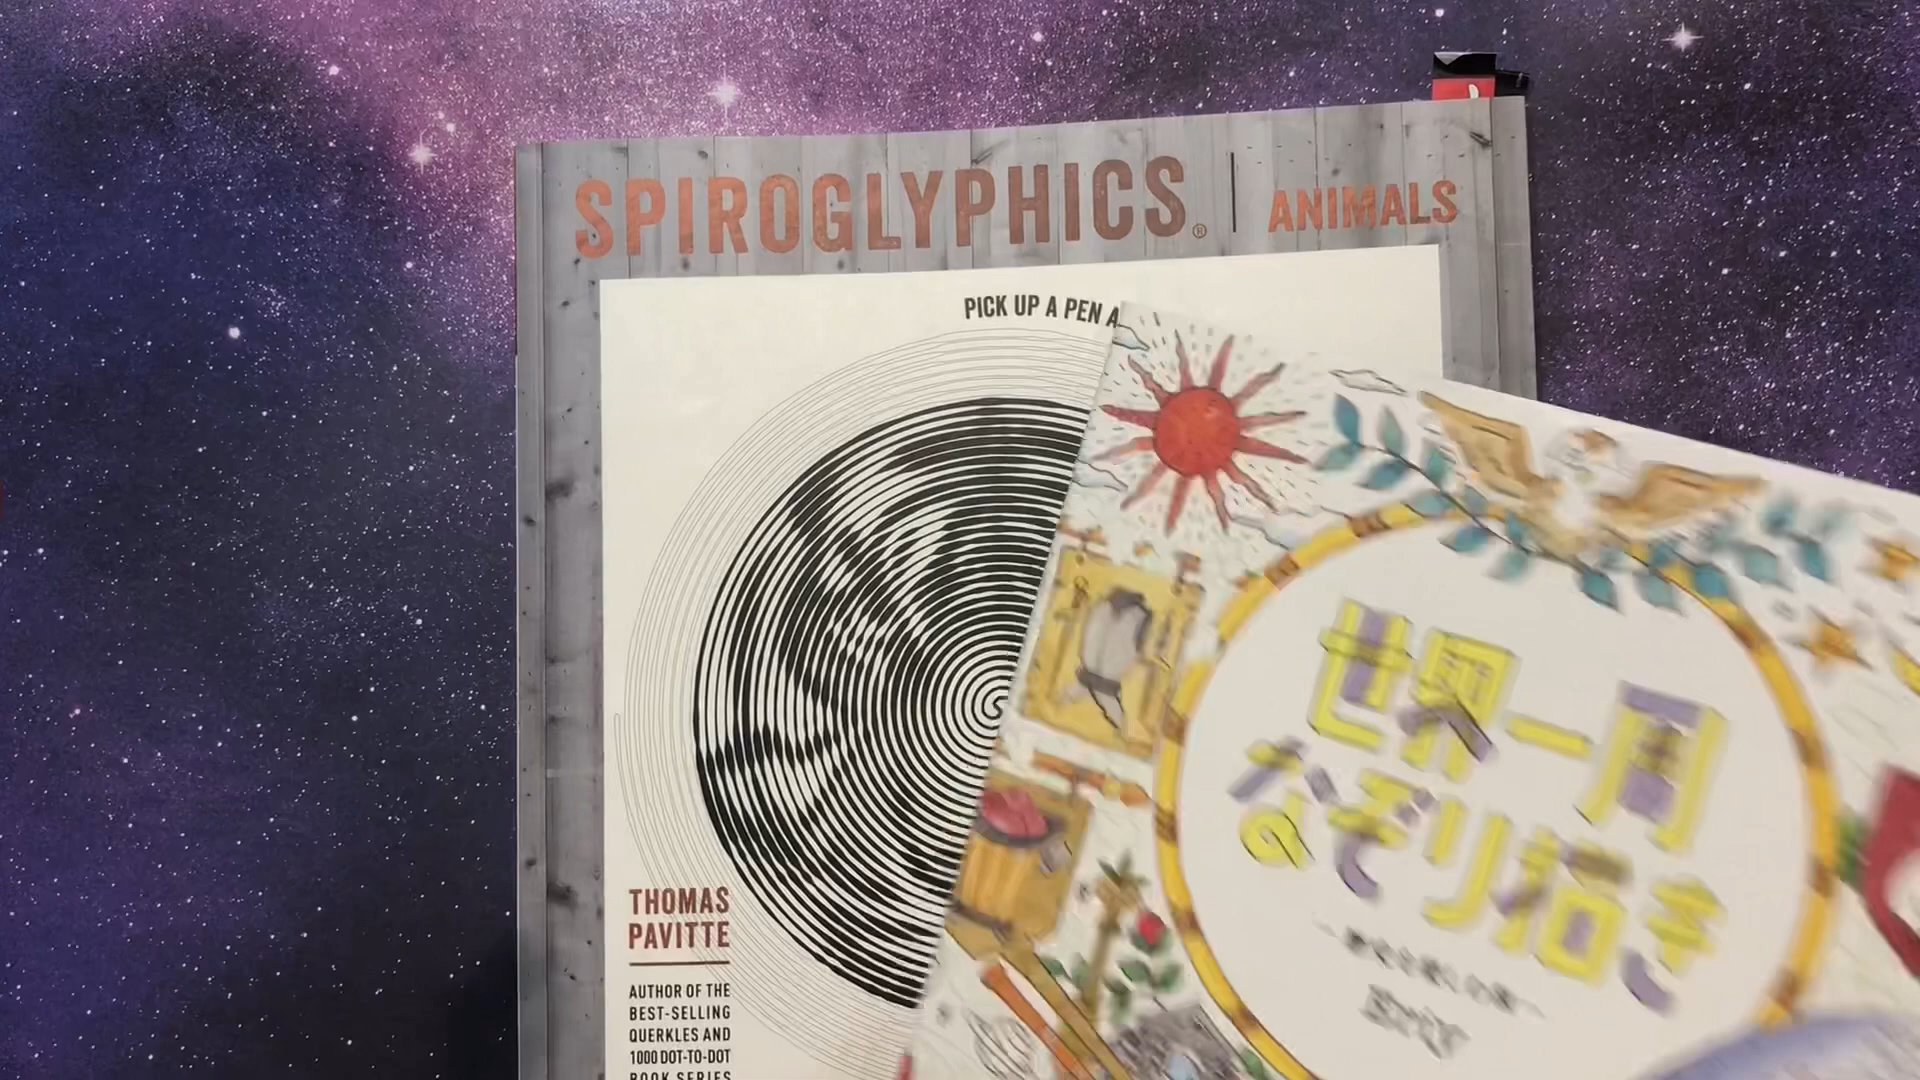 SPIROGLYPHICS® | ANIMALS
PICK UP A PEN A
THOMAS
PAVITTE
AUTHOR OF THE
BEST-SELLING
QUERKLES AND
1000 DOT-TO-DOT
BOOK SERIES
世界一周
なぞり描き